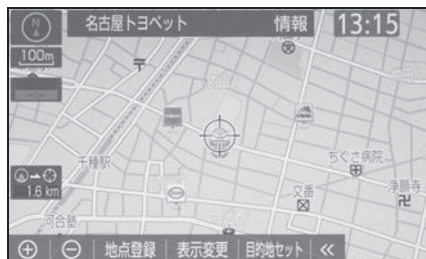 N
名古屋トヨペット 情報
13:15
100m
内山
千種駅
ちくさ病院
1.6 km
交番
浄願寺
河合塾
地点登録 表示変更 目的地セット